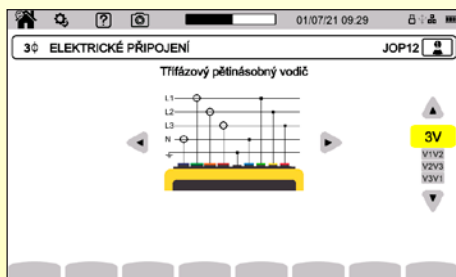 01/07/21 09:29
3ϕ ELEKTRICKÉ PŘIPOJENÍ JOP12
Třífázový pětinásobný vodič
L1
L2
L3
N
3V
V1V2
V2V3
V3V1